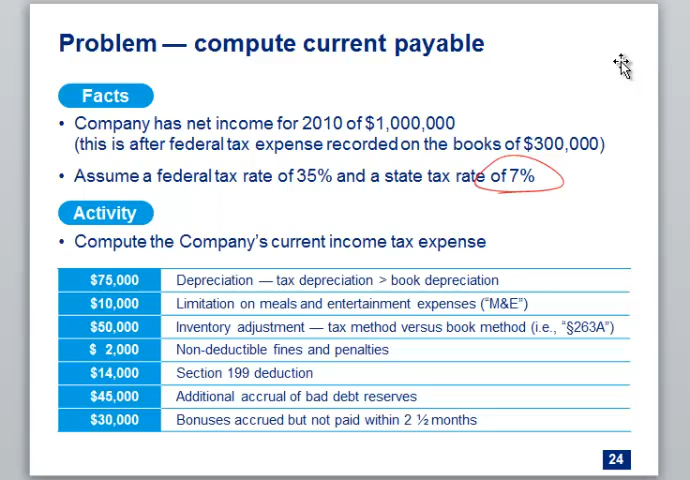 Problem — compute current payable
Facts
• Company has net income for 2010 of $1,000,000
(this is after federal tax expense recorded on the books of $300,000)
• Assume a federal tax rate of 35% and a state tax rate of 7%
Activity
• Compute the Company's current income tax expense
$75,000 Depreciation — tax depreciation > book depreciation
$10,000 Limitation on meals and entertainment expenses ("M&E")
$50,000 Inventory adjustment — tax method versus book method (i.e., "§263A")
$ 2,000 Non-deductible fines and penalties
$14,000 Section 199 deduction
$45,000 Additional accrual of bad debt reserves
$30,000 Bonuses accrued but not paid within 2 ½ months
24